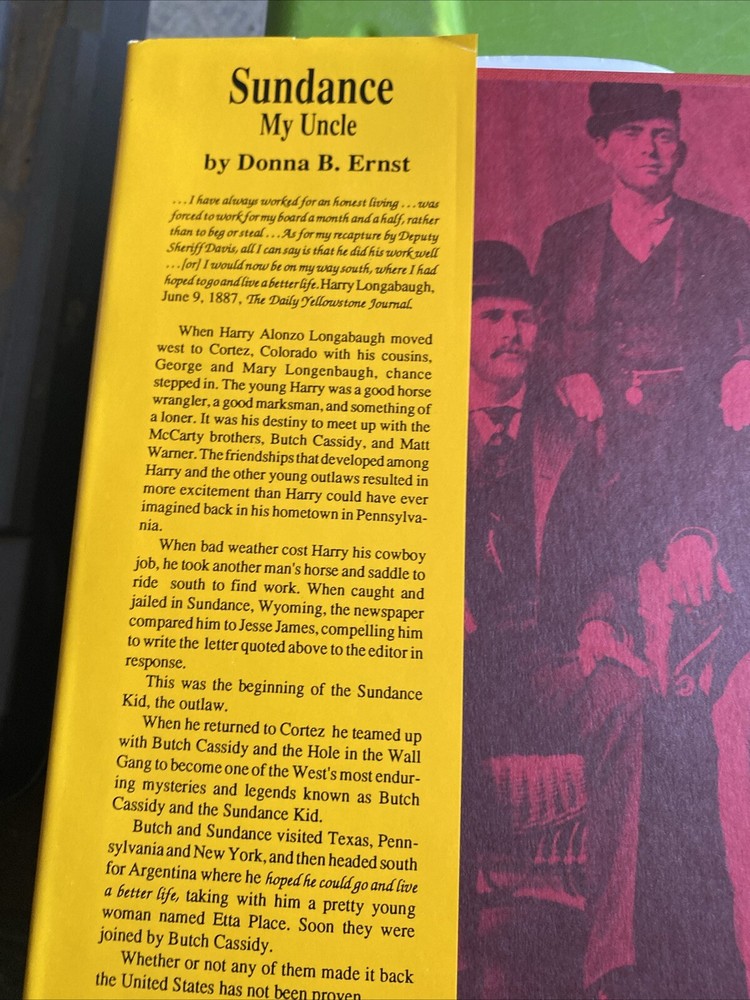 Sundance
My Uncle
by Donna B. Ernst
...I have always worked for an honest living...was
forced to work for my board a month and a half, rather
than to beg or steal...As for my recapture by Deputy
Sheriff Davis, all I can say is that he did his work well
...[or] I would now be on my way south, where I had
hoped to go and live a better life. Harry Longabaugh,
June 9, 1887, The Daily Yellowstone Journal.
When Harry Alonzo Longabaugh moved
west to Cortez, Colorado with his cousins,
George and Mary Longenbaugh, chance
stepped in. The young Harry was a good horse
wrangler, a good marksman, and something of
a loner. It was his destiny to meet up with the
McCarty brothers, Butch Cassidy, and Matt
Warner. The friendships that developed among
Harry and the other young outlaws resulted in
more excitement than Harry could have ever
imagined back in his hometown in Pennsylva-
nia.
When bad weather cost Harry his cowboy
job, he took another man's horse and saddle to
ride south to find work. When caught and
jailed in Sundance, Wyoming, the newspaper
compared him to Jesse James, compelling him
to write the letter quoted above to the editor in
response.
This was the beginning of the Sundance
Kid, the outlaw.
When he returned to Cortez he teamed up
with Butch Cassidy and the Hole in the Wall
Gang to become one of the West's most endur-
ing mysteries and legends known as Butch
Cassidy and the Sundance Kid.
Butch and Sundance visited Texas, Penn-
sylvania and New York, and then headed south
for Argentina where he hoped he could go and live
a better life, taking with him a pretty young
woman named Etta Place. Soon they were
joined by Butch Cassidy.
Whether or not any of them made it back
the United States has not been proven